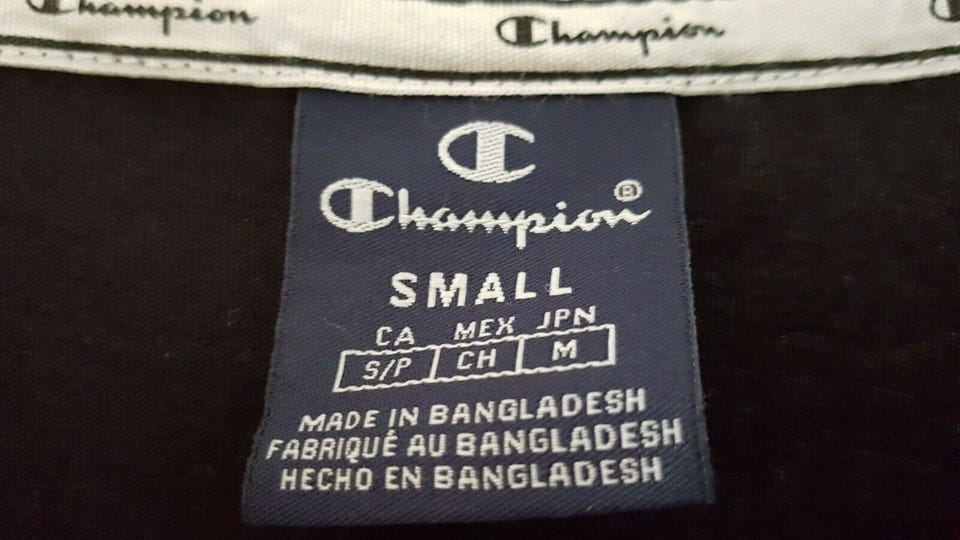 Champion
Champion
C
Champion®
SMALL
CA MEX JPN
S/P CH M
MADE IN BANGLADESH
FABRIQUÉ AU BANGLADESH
HECHO EN BANGLADESH